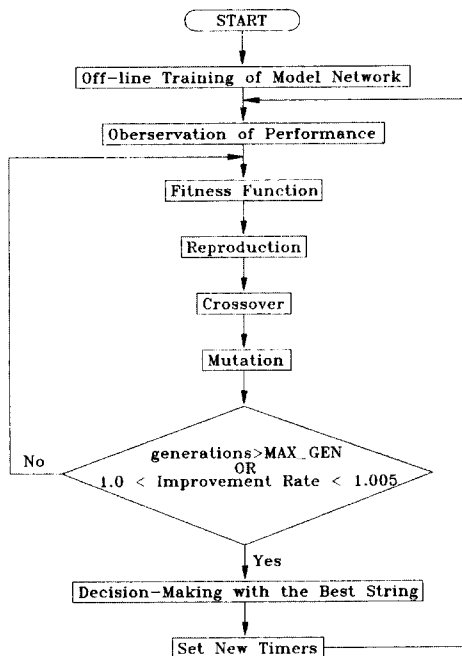 START
Off-line Training of Model Network
Oberservation of Performance
Fitness Function
Reproduction
Crossover
Mutation
generations>MAX_GEN
OR
1.0 < Improvement Rate < 1.005
No
Yes
Decision-Making with the Best String
Set New Timers